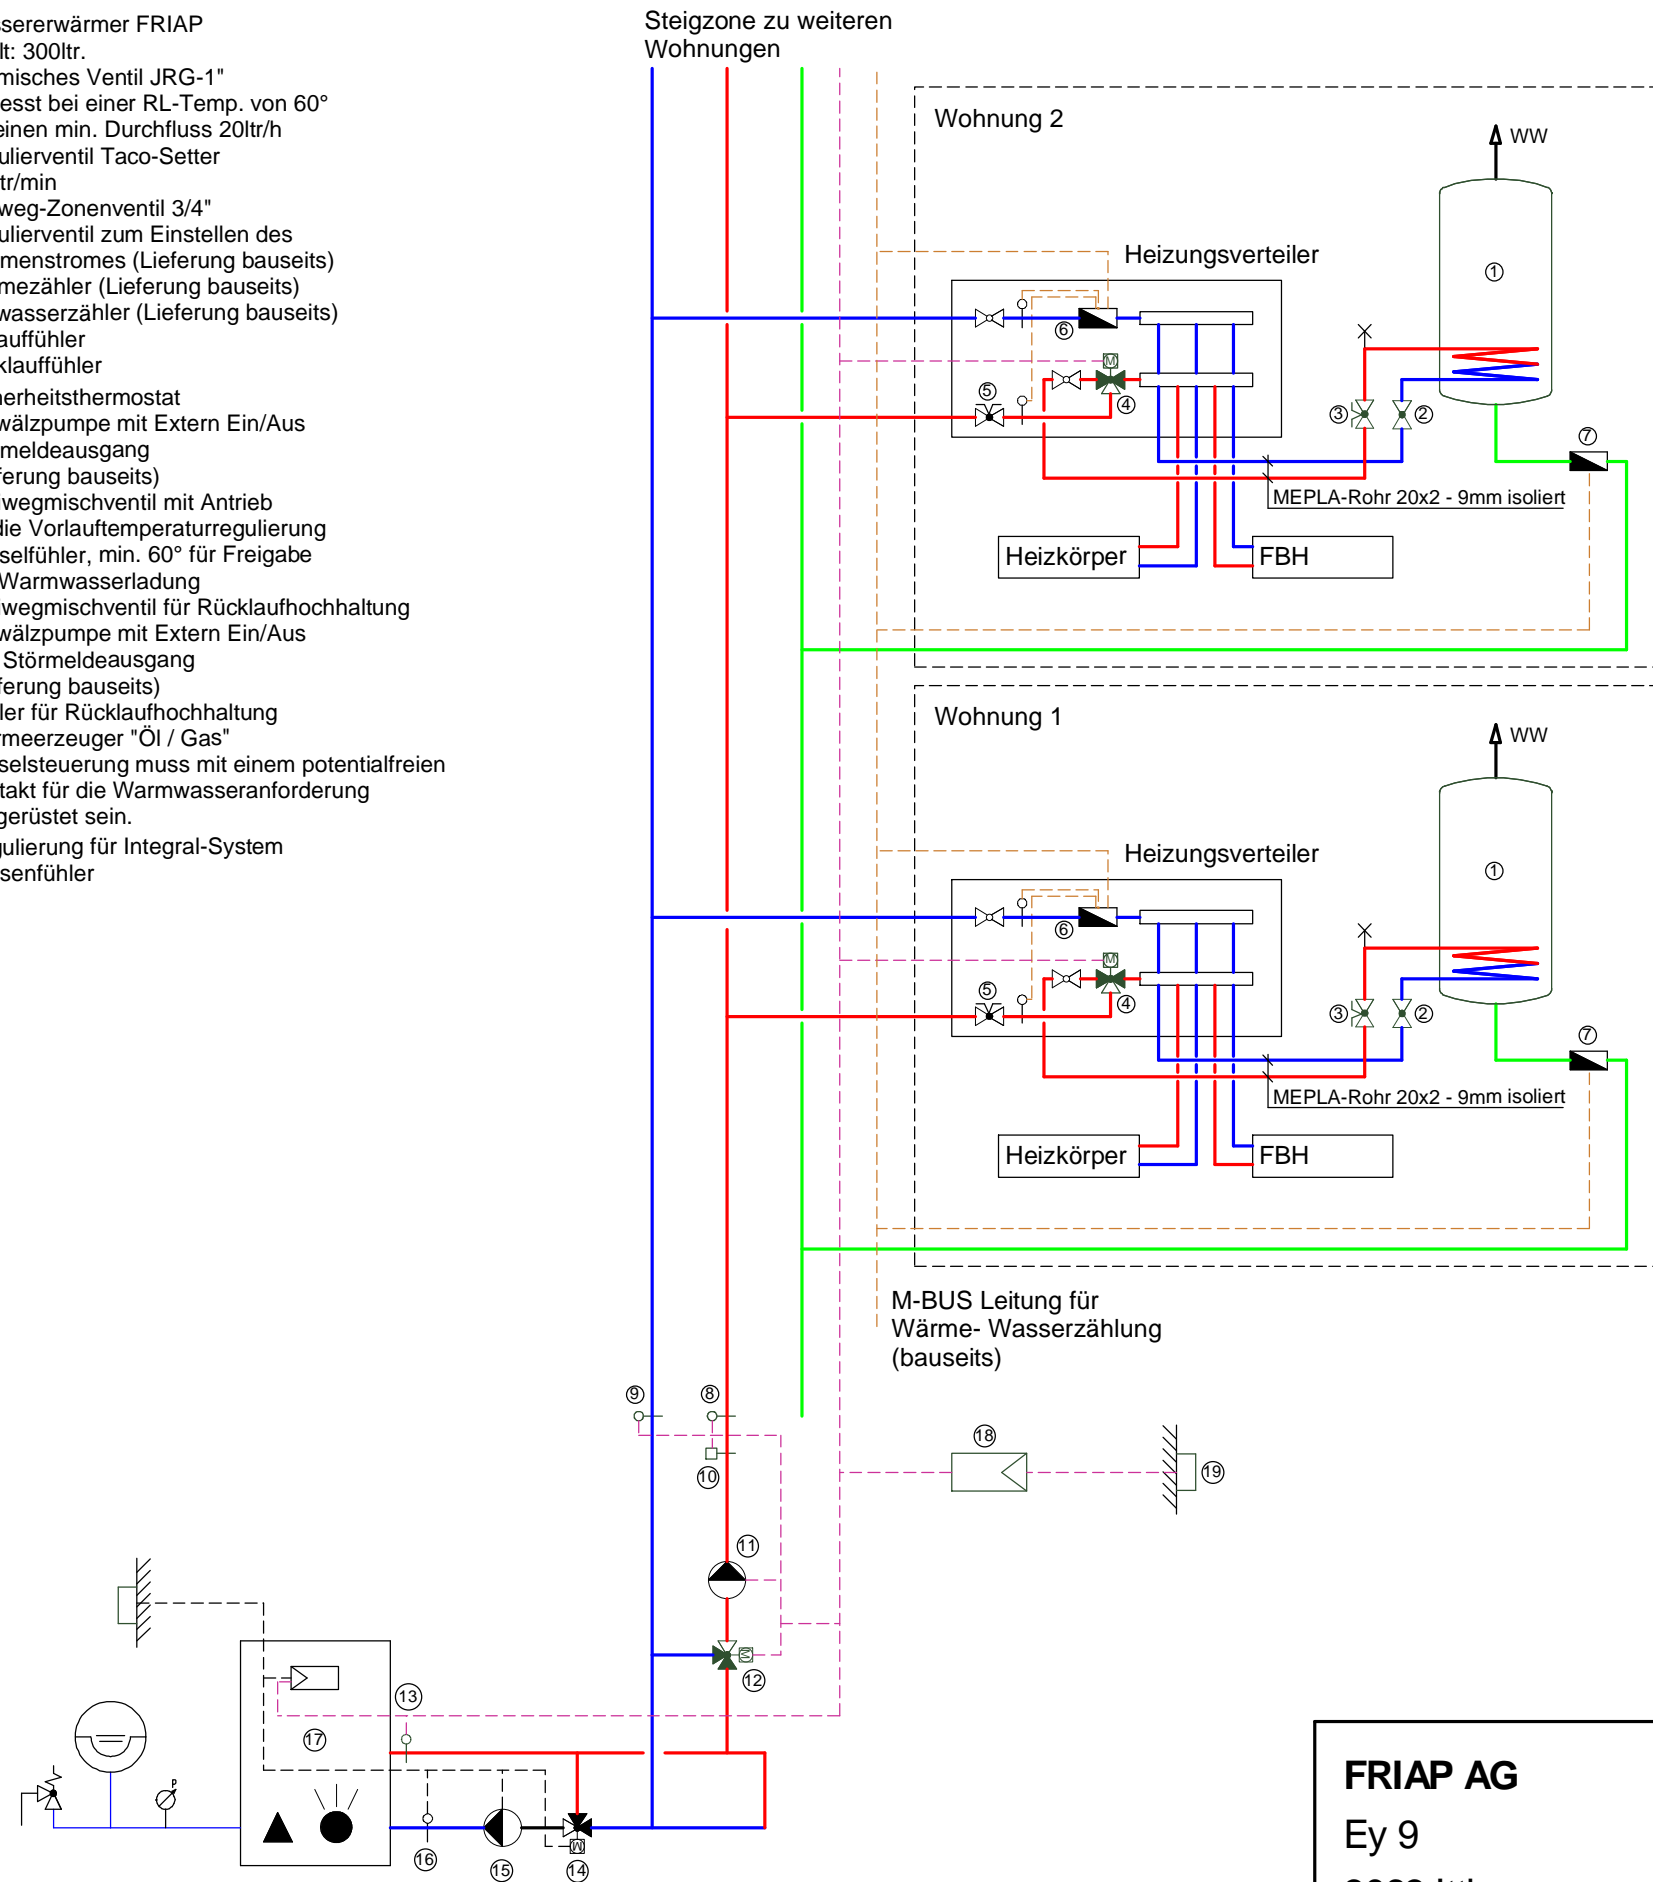 ssererwärmer FRIAP
lt: 300ltr.
misches Ventil JRG-1"
esst bei einer RL-Temp. von 60°
einen min. Durchfluss 20ltr/h
ulierventil Taco-Setter
tr/min
weg-Zonenventil 3/4"
ulierventil zum Einstellen des
menstromes (Lieferung bauseits)
mezähler (Lieferung bauseits)
wasserzähler (Lieferung bauseits)
auffühler
klauffühler
herheitsthermostat
wälzpumpe mit Extern Ein/Aus
meldeausgang
ferung bauseits)
iwegmischventil mit Antrieb
die Vorlauftemperaturregulierung
selfühler, min. 60° für Freigabe
Warmwasserladung
iwegmischventil für Rücklaufhochhaltung
wälzpumpe mit Extern Ein/Aus
Störmeldeausgang
ferung bauseits)
ler für Rücklaufhochhaltung
rmeerzeuger "Öl / Gas"
selsteuerung muss mit einem potentialfreien
takt für die Warmwasseranforderung
gerüstet sein.
gulierung für Integral-System
senfühler
Steigzone zu weiteren
Wohnungen
Wohnung 2
WW
Heizungsverteiler
1
6
M
5
4
3
2
7
MEPLA-Rohr 20x2 - 9mm isoliert
Heizkörper
FBH
Wohnung 1
WW
Heizungsverteiler
1
6
M
5
4
3
2
7
MEPLA-Rohr 20x2 - 9mm isoliert
Heizkörper
FBH
M-BUS Leitung für
Wärme- Wasserzählung
(bauseits)
9
8
10
18
19
11
M
12
13
17
P
M
16
15
14
FRIAP AG
Ey 9